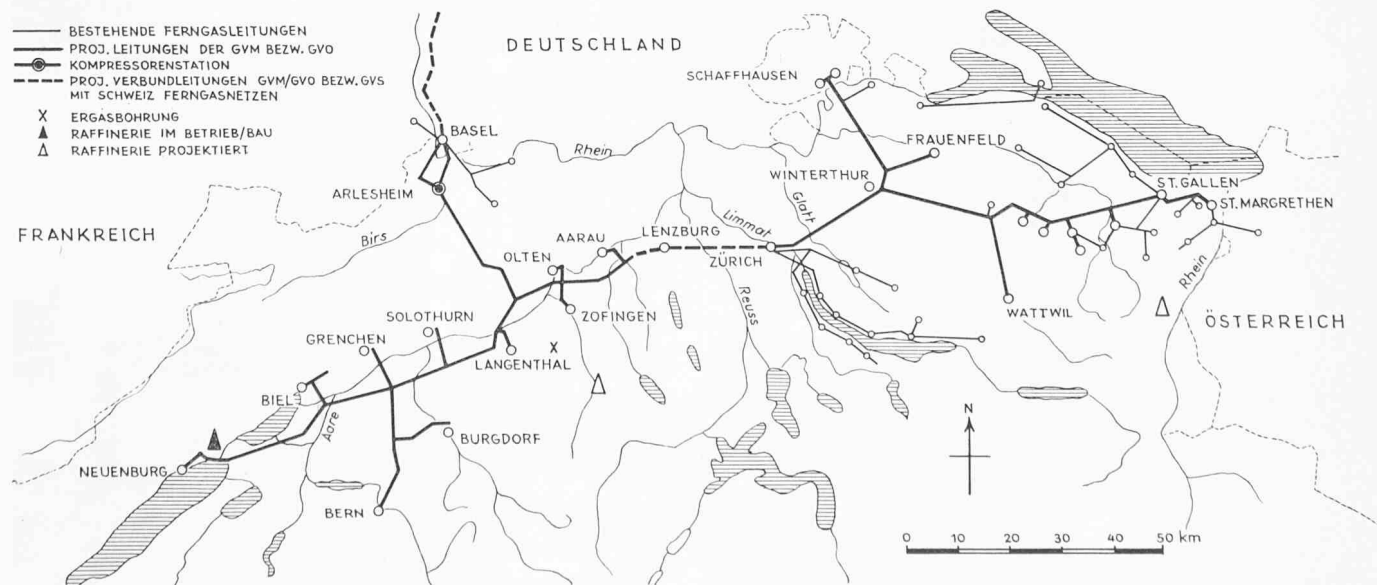 BESTEHENDE FERNGASLEITUNGEN
PROJ. LEITUNGEN DER GVM BEZW. GVO
KOMPRESSORENSTATION
PROJ. VERBUNDLEITUNGEN GVM/GVO BEZW. GVS
MIT SCHWEIZ FERNGASNETZEN
X ERGASBOHRUNG
RAFFINERIE IM BETRIEB/BAU
RAFFINERIE PROJEKTIERT
DEUTSCHLAND
SCHAFFHAUSEN
BASEL
Rhein
FRAUENFELD
WINTERTHUR
ARLESHEIM
ST. GALLEN
ST. MARGRETHEN
FRANKREICH
Birs
Limmat
Glatt
AARAU
LENZBURG
OLTEN
ZÜRICH
Rhein
Reuss
WATTWIL
ÖSTERREICH
SOLOTHURN
ZOFINGEN
GRENCHEN
LANGENTHAL
X
BIEL
Aare
BURGDORF
N
NEUENBURG
BERN
0 10 20 30 40 50 km